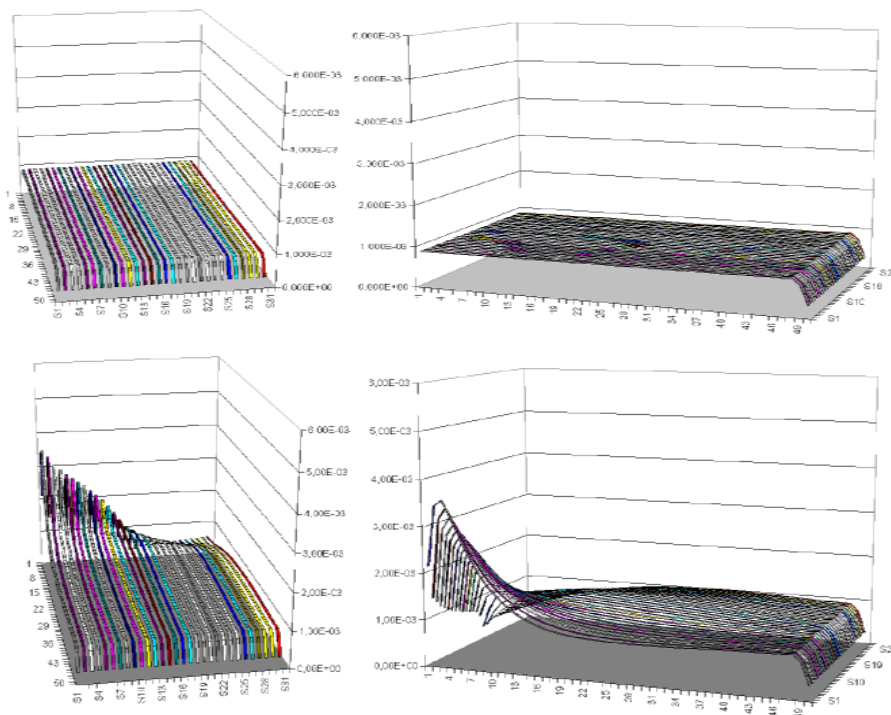 6,000E-03
5,000E-03
4,000E-03
3,000E-03
2,000E-03
1,000E-03
0,000E+00
1
8
15
22
29
36
43
50
S1
S4
S7
S10
S13
S16
S19
S22
S25
S28
S31
6,000E-03
5,000E-03
4,000E-03
3,000E-03
2,000E-03
1,000E-03
0,000E+00
1
4
7
10
13
16
19
22
25
28
31
34
37
40
43
46
49
S1
S10
S19
6,00E-03
5,00E-03
4,00E-03
3,00E-03
2,00E-03
1,00E-03
0,00E+00
1
8
15
22
29
36
43
50
S1
S4
S7
S10
S13
S16
S19
S22
S25
S28
S31
6,00E-03
5,00E-03
4,00E-03
3,00E-03
2,00E-03
1,00E-03
0,00E+00
1
4
7
10
13
16
19
22
25
28
31
34
37
40
43
46
49
S1
S10
S19